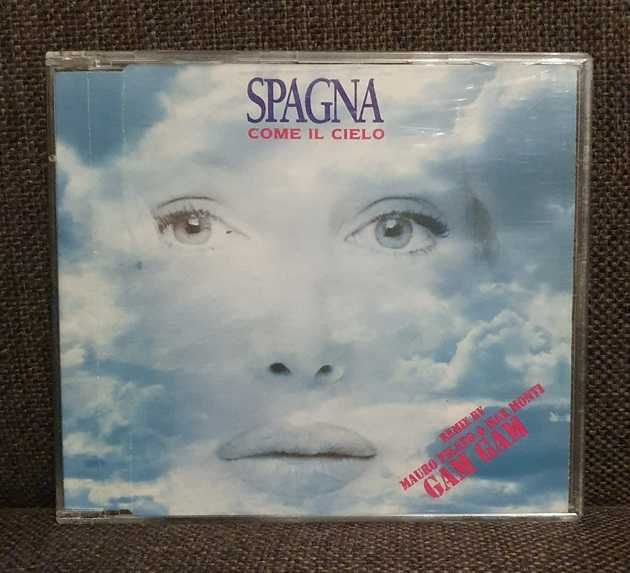 SPAGNA
COME IL CIELO
REMIX BY
MAURO PILATO & MAX MONTI
GAM GAM